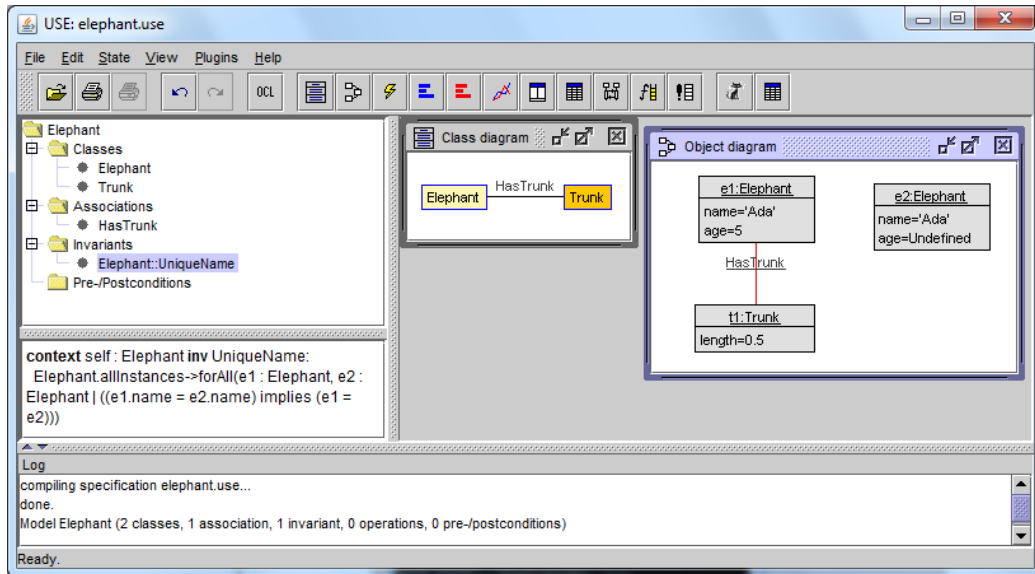 USE: elephant.use
File Edit State View Plugins Help
OCL
Elephant
Classes
Elephant
Trunk
Associations
HasTrunk
Invariants
Elephant::UniqueName
Pre-/Postconditions
context self : Elephant inv UniqueName:
Elephant.allInstances->forAll(e1 : Elephant, e2 :
Elephant | ((e1.name = e2.name) implies (e1 =
e2)))
Class diagram
Elephant
HasTrunk
Trunk
Object diagram
e1:Elephant
name='Ada'
age=5
HasTrunk
t1:Trunk
length=0.5
e2:Elephant
name='Ada'
age=Undefined
Log
compiling specification elephant.use...
done.
Model Elephant (2 classes, 1 association, 1 invariant, 0 operations, 0 pre-/postconditions)
Ready.